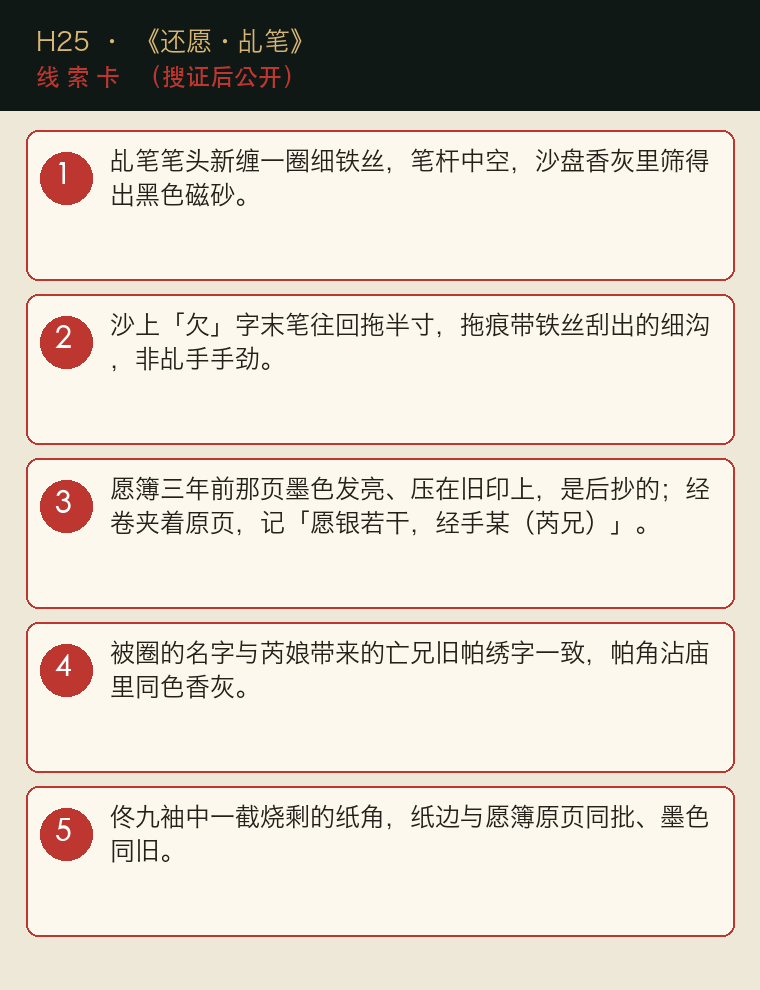 H25 · 《还愿·乩笔》
线索卡 （搜证后公开）
1
乩笔笔头新缠一圈细铁丝，笔杆中空，沙盘香灰里筛得
出黑色磁砂。
2
沙上「欠」字末笔往回拖半寸，拖痕带铁丝刮出的细沟
，非乩手手劲。
3
愿簿三年前那页墨色发亮、压在旧印上，是后抄的；经
卷夹着原页，记「愿银若干，经手某（芮兄）」。
4
被圈的名字与芮娘带来的亡兄旧帕绣字一致，帕角沾庙
里同色香灰。
5
佟九袖中一截烧剩的纸角，纸边与愿簿原页同批、墨色
同旧。